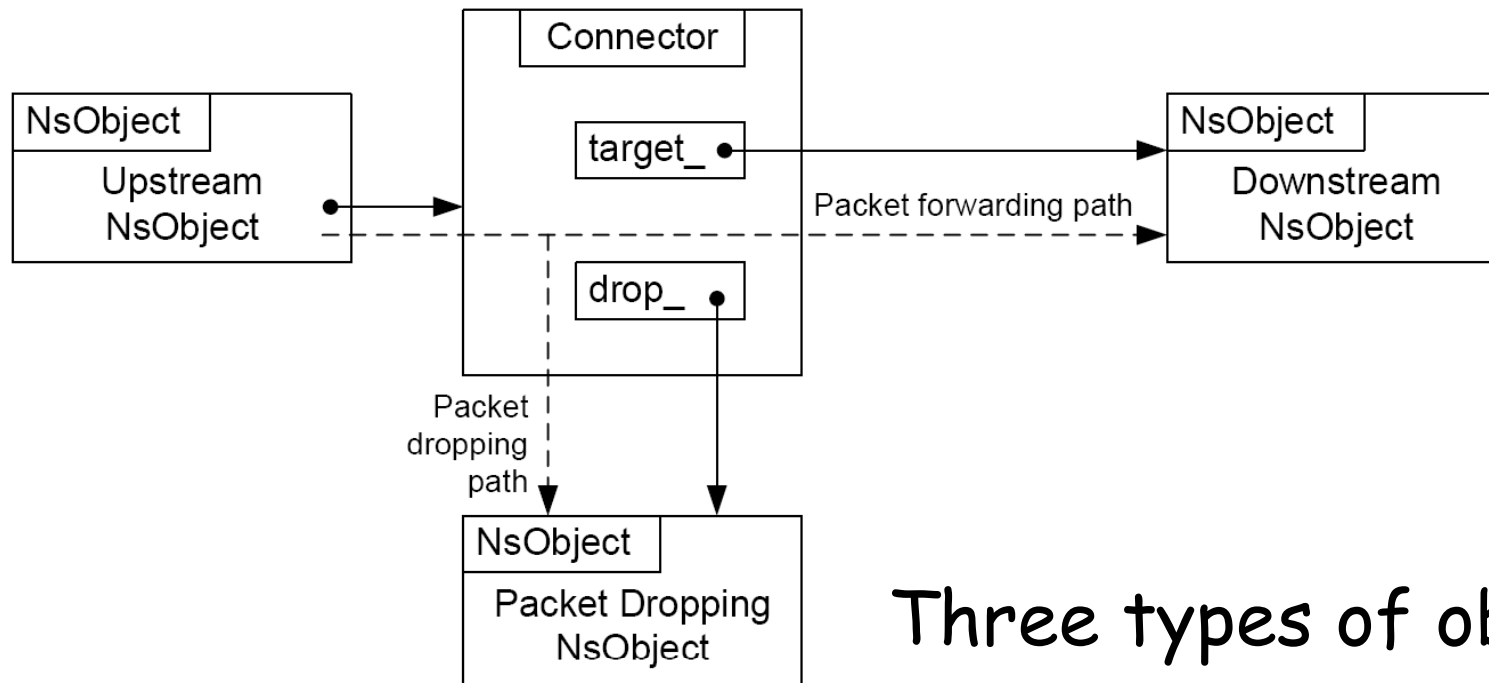 Connector
NsObject
Upstream
NsObject
target_
drop_
Packet forwarding path
NsObject
Downstream
NsObject
Packet
dropping
path
NsObject
Packet Dropping
NsObject
Three types of